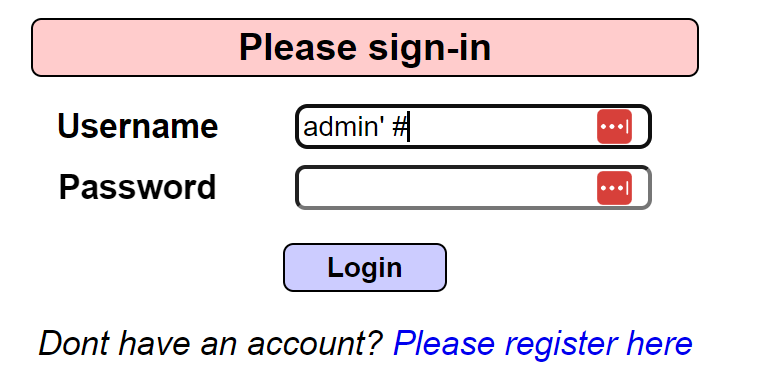 Please sign-in
Username admin' #
Password
Login
Dont have an account? Please register here